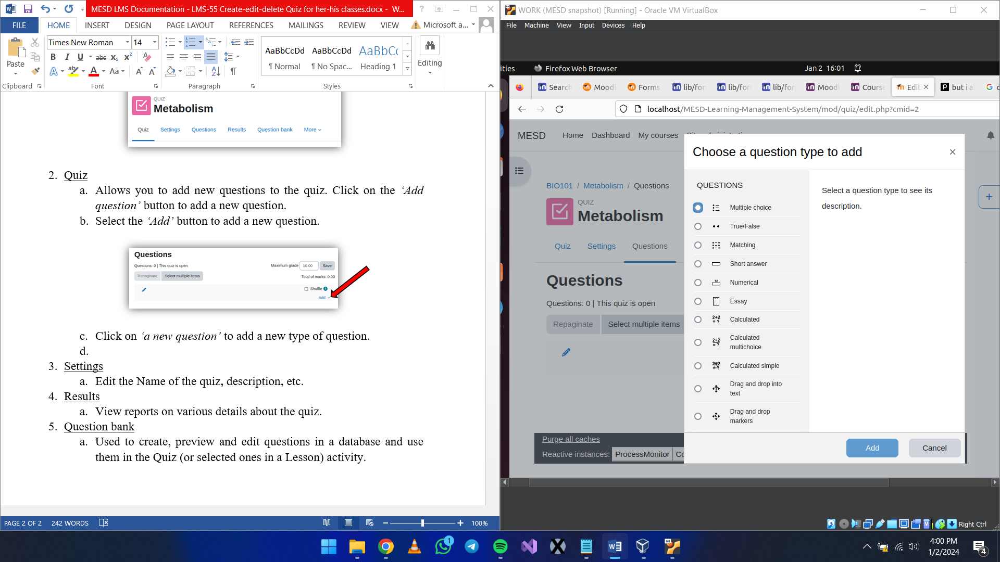 MESD LMS Documentation - LMS-55 Create-edit-delete Quiz for her-his classes.docx - W...
FILE HOME INSERT DESIGN PAGE LAYOUT REFERENCES MAILINGS REVIEW VIEW Microsoft a...
Times New Roman 14
Paste
AaBbCcDd AaBbCcDd AaBbCc
¶ Normal ¶ No Spac... Heading 1
Editing
Clipboard Font Paragraph Styles
QUIZ
Metabolism
Quiz Settings Questions Results Question bank More
2. Quiz
a. Allows you to add new questions to the quiz. Click on the ‘Add
question’ button to add a new question.
b. Select the ‘Add’ button to add a new question.
Questions
Questions: 0 | This quiz is open
Maximum grade 10.00 Save
Repaginate Select multiple items
Total of marks: 0.00
Shuffle
Add
c. Click on ‘a new question’ to add a new type of question.
d.
3. Settings
a. Edit the Name of the quiz, description, etc.
4. Results
a. View reports on various details about the quiz.
5. Question bank
a. Used to create, preview and edit questions in a database and use
them in the Quiz (or selected ones in a Lesson) activity.
PAGE 2 OF 2 242 WORDS 100%
WORK (MESD snapshot) [Running] - Oracle VM VirtualBox
File Machine View Input Devices Help
ities Firefox Web Browser Jan 2 16:01
Search Moodl Forms lib/for lib/for lib/for Moodl Course Edit but i a
localhost/MESD-Learning-Management-System/mod/quiz/edit.php?cmid=2
MESD Home Dashboard My courses
BIO101 / Metabolism / Questions
QUIZ
Metabolism
Quiz Settings Questions
Questions
Questions: 0 | This quiz is open
Repaginate Select multiple items
Purge all caches
Reactive instances: ProcessMonitor Co
Choose a question type to add
QUESTIONS
Multiple choice
True/False
Matching
Short answer
Numerical
Essay
Calculated
Calculated
multichoice
Calculated simple
Drag and drop into
text
Drag and drop
markers
Select a question type to see its
description.
Add Cancel
Right Ctrl
1
4:00 PM
1/2/2024
4